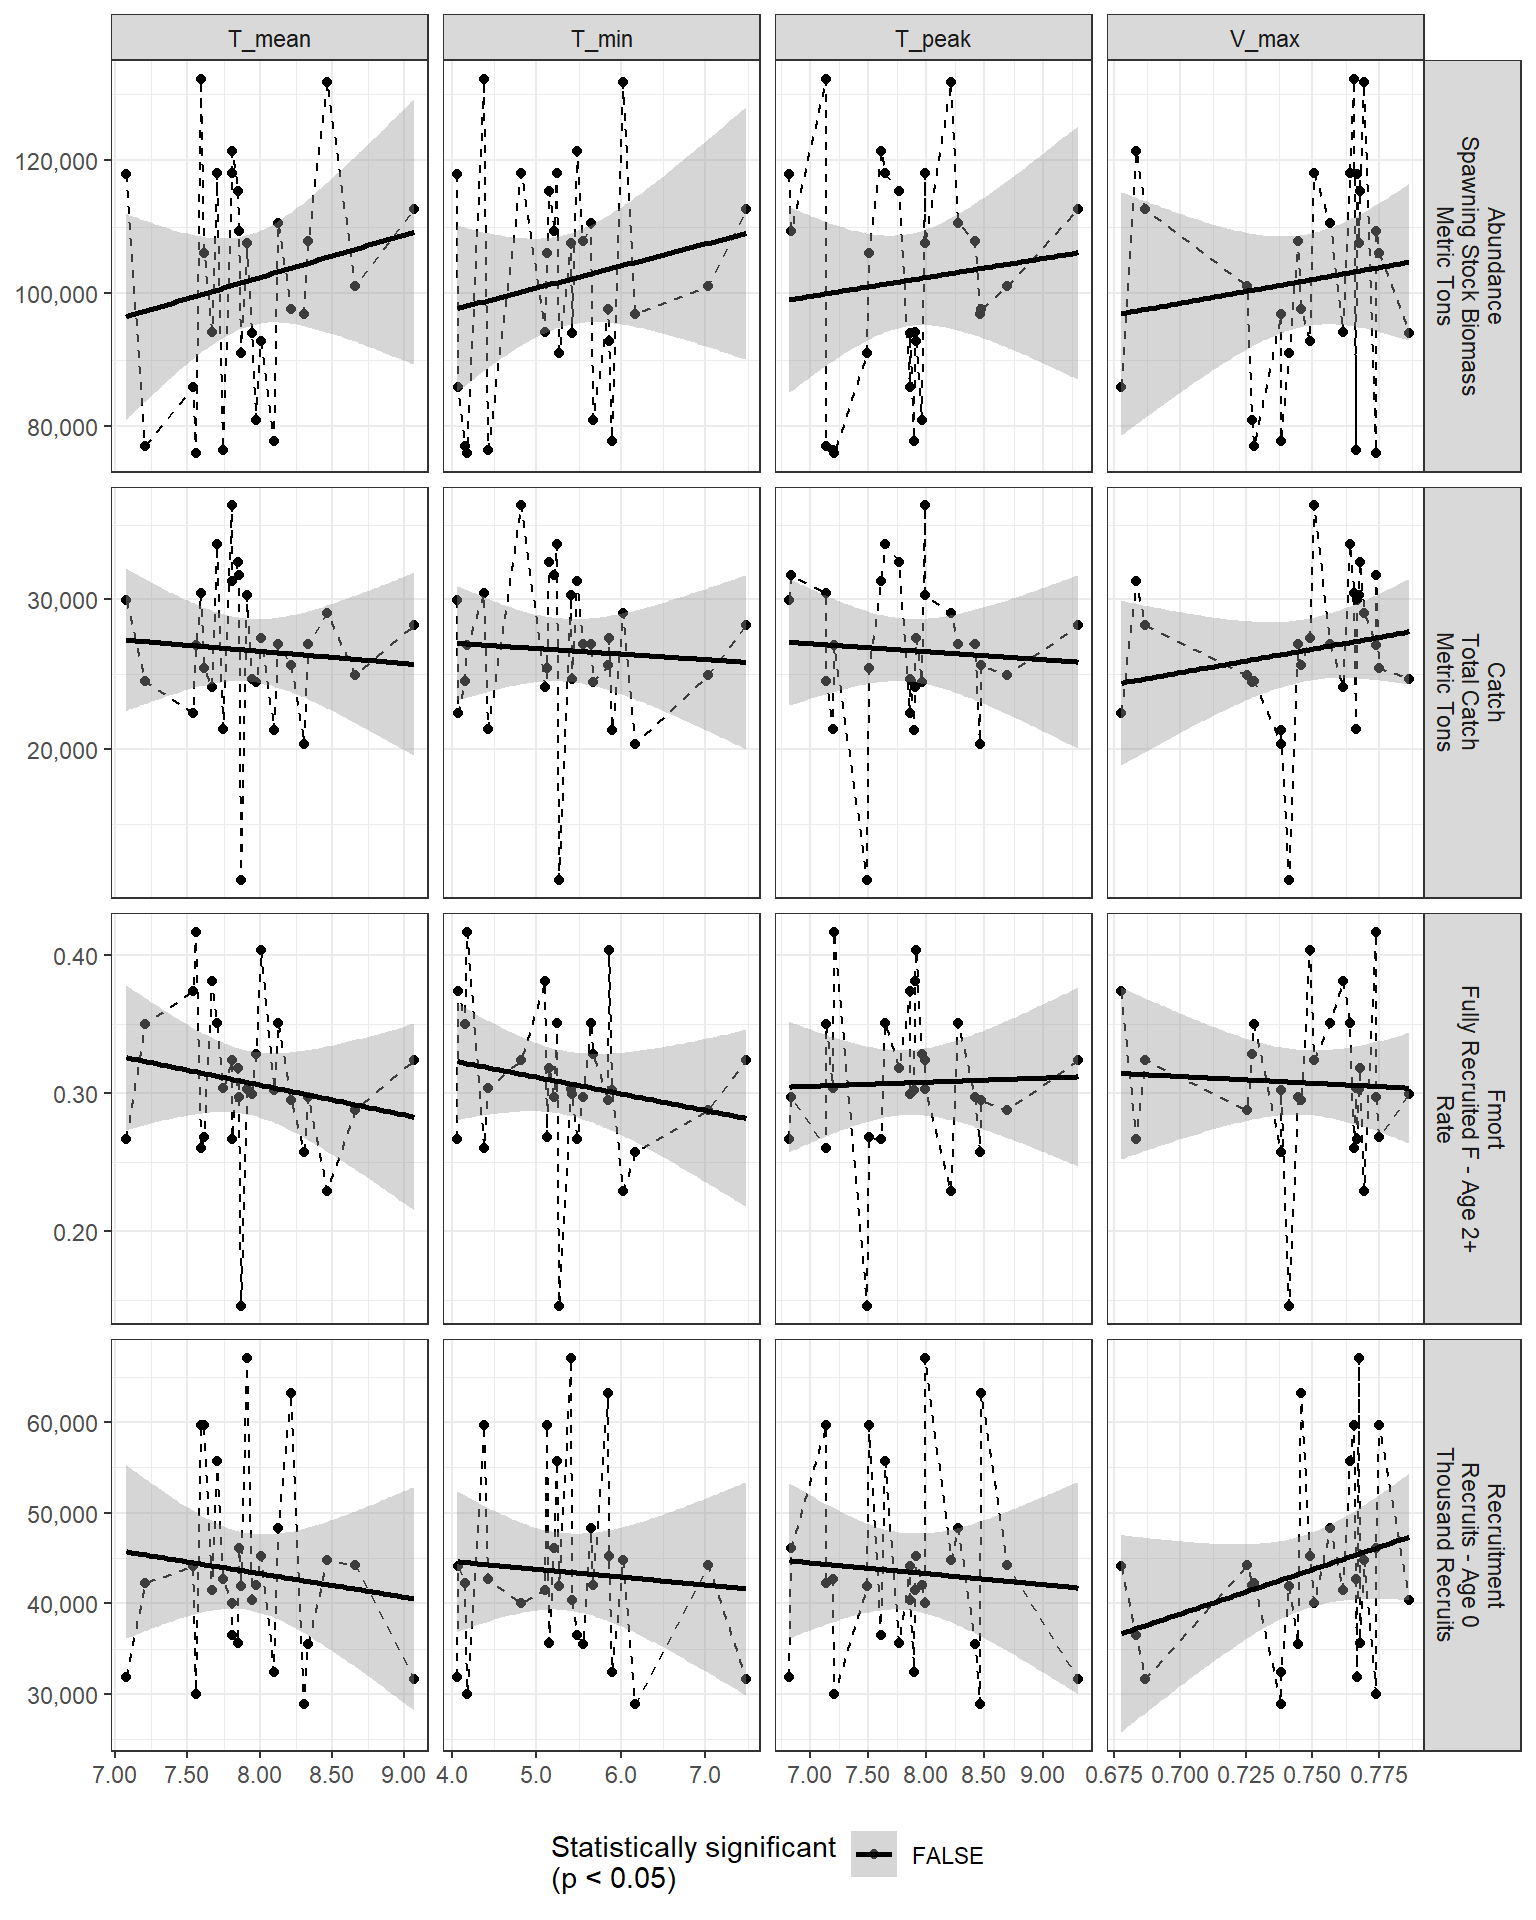 T_mean
T_min
T_peak
V_max
120,000
100,000
80,000
Abundance
Spawning Stock Biomass
Metric Tons
30,000
20,000
Catch
Total Catch
Metric Tons
0.40
0.30
0.20
Fmort
Fully Recruited F - Age 2+
Rate
60,000
50,000
40,000
30,000
Recruitment
Recruits - Age 0
Thousand Recruits
7.00 7.50 8.00 8.50 9.00
4.0 5.0 6.0 7.0
7.00 7.50 8.00 8.50 9.00
0.675 0.700 0.725 0.750 0.775
Statistically significant
(p < 0.05)
FALSE